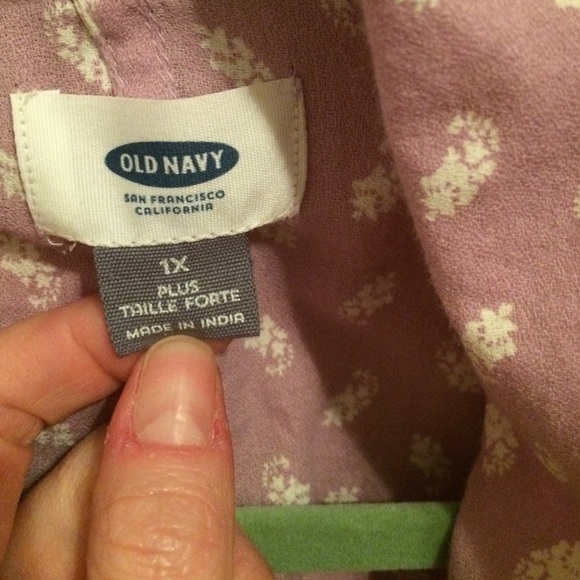 OLD NAVY
SAN FRANCISCO
CALIFORNIA
1X
PLUS
TAILLE FORTE
MADE IN INDIA